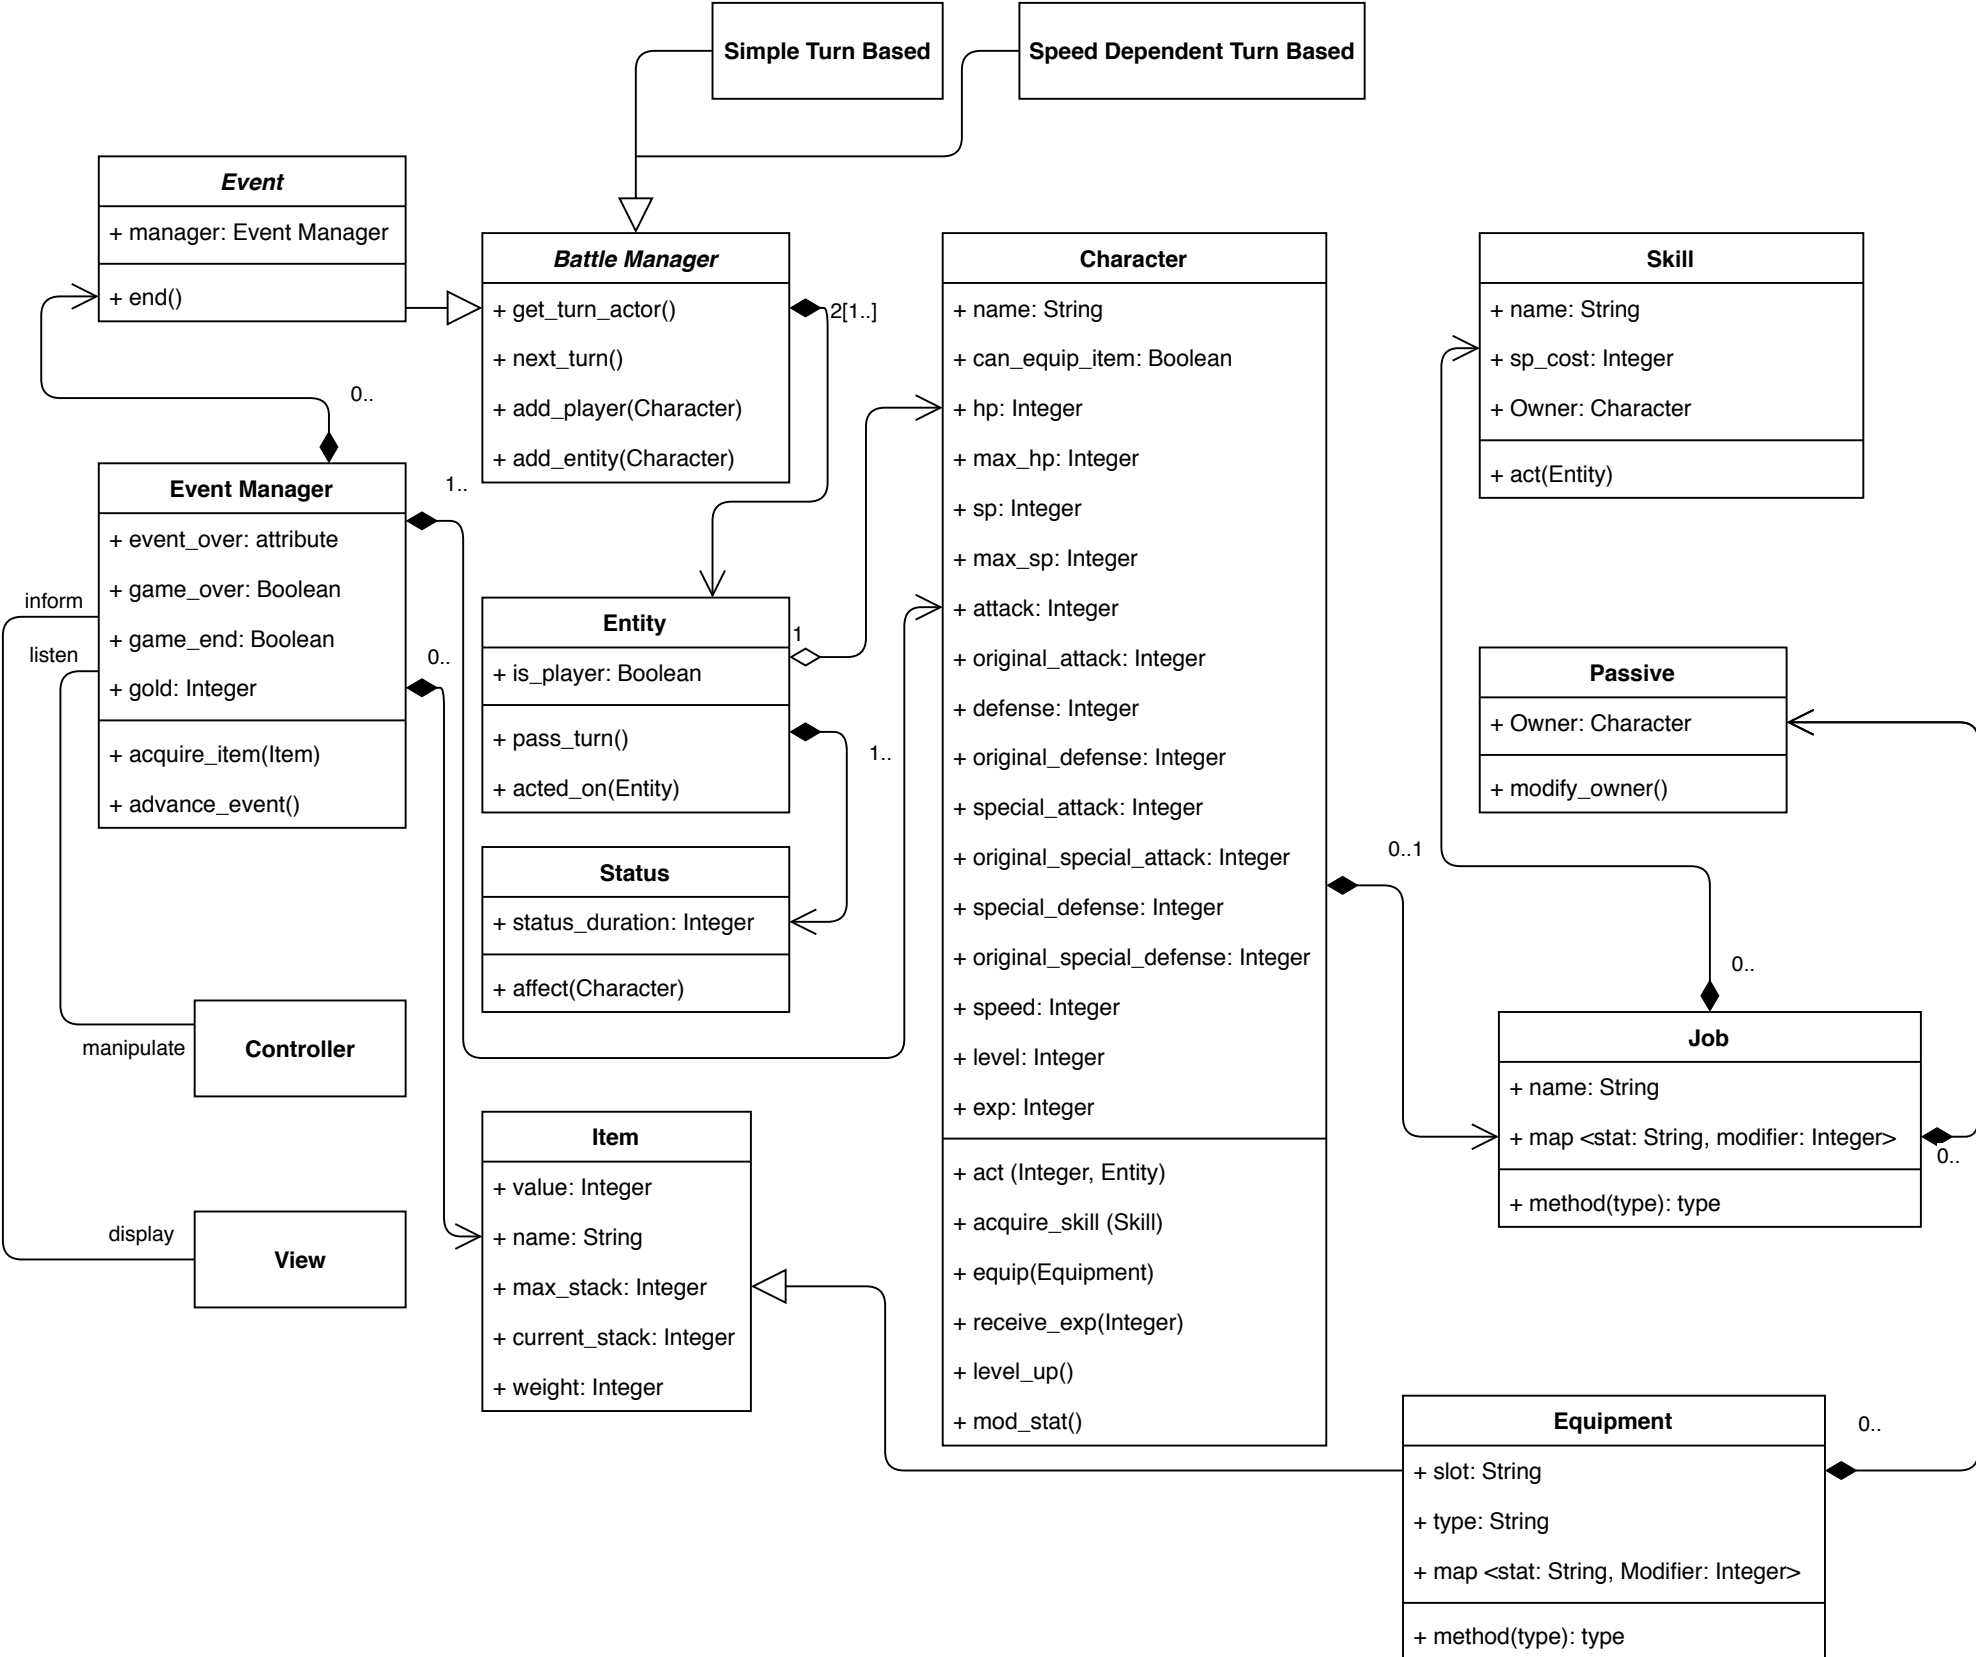 Simple Turn Based
Speed Dependent Turn Based
Event
+ manager: Event Manager
+ end()
Battle Manager
+ get_turn_actor()
+ next_turn()
+ add_player(Character)
+ add_entity(Character)
2[1..]
Character
+ name: String
+ can_equip_item: Boolean
+ hp: Integer
+ max_hp: Integer
+ sp: Integer
+ max_sp: Integer
+ attack: Integer
+ original_attack: Integer
+ defense: Integer
+ original_defense: Integer
+ special_attack: Integer
+ original_special_attack: Integer
+ special_defense: Integer
+ original_special_defense: Integer
+ speed: Integer
+ level: Integer
+ exp: Integer
+ act (Integer, Entity)
+ acquire_skill (Skill)
+ equip(Equipment)
+ receive_exp(Integer)
+ level_up()
+ mod_stat()
Skill
+ name: String
+ sp_cost: Integer
+ Owner: Character
+ act(Entity)
0..
1..
Event Manager
+ event_over: attribute
+ game_over: Boolean
+ game_end: Boolean
+ gold: Integer
+ acquire_item(Item)
+ advance_event()
inform
listen
0..
Entity
+ is_player: Boolean
+ pass_turn()
+ acted_on(Entity)
1
1..
Status
+ status_duration: Integer
+ affect(Character)
Passive
+ Owner: Character
+ modify_owner()
0..1
0..
Job
+ name: String
+ map <stat: String, modifier: Integer>
+ method(type): type
0..
manipulate
Controller
display
View
Item
+ value: Integer
+ name: String
+ max_stack: Integer
+ current_stack: Integer
+ weight: Integer
Equipment
+ slot: String
+ type: String
+ map <stat: String, Modifier: Integer>
+ method(type): type
0..